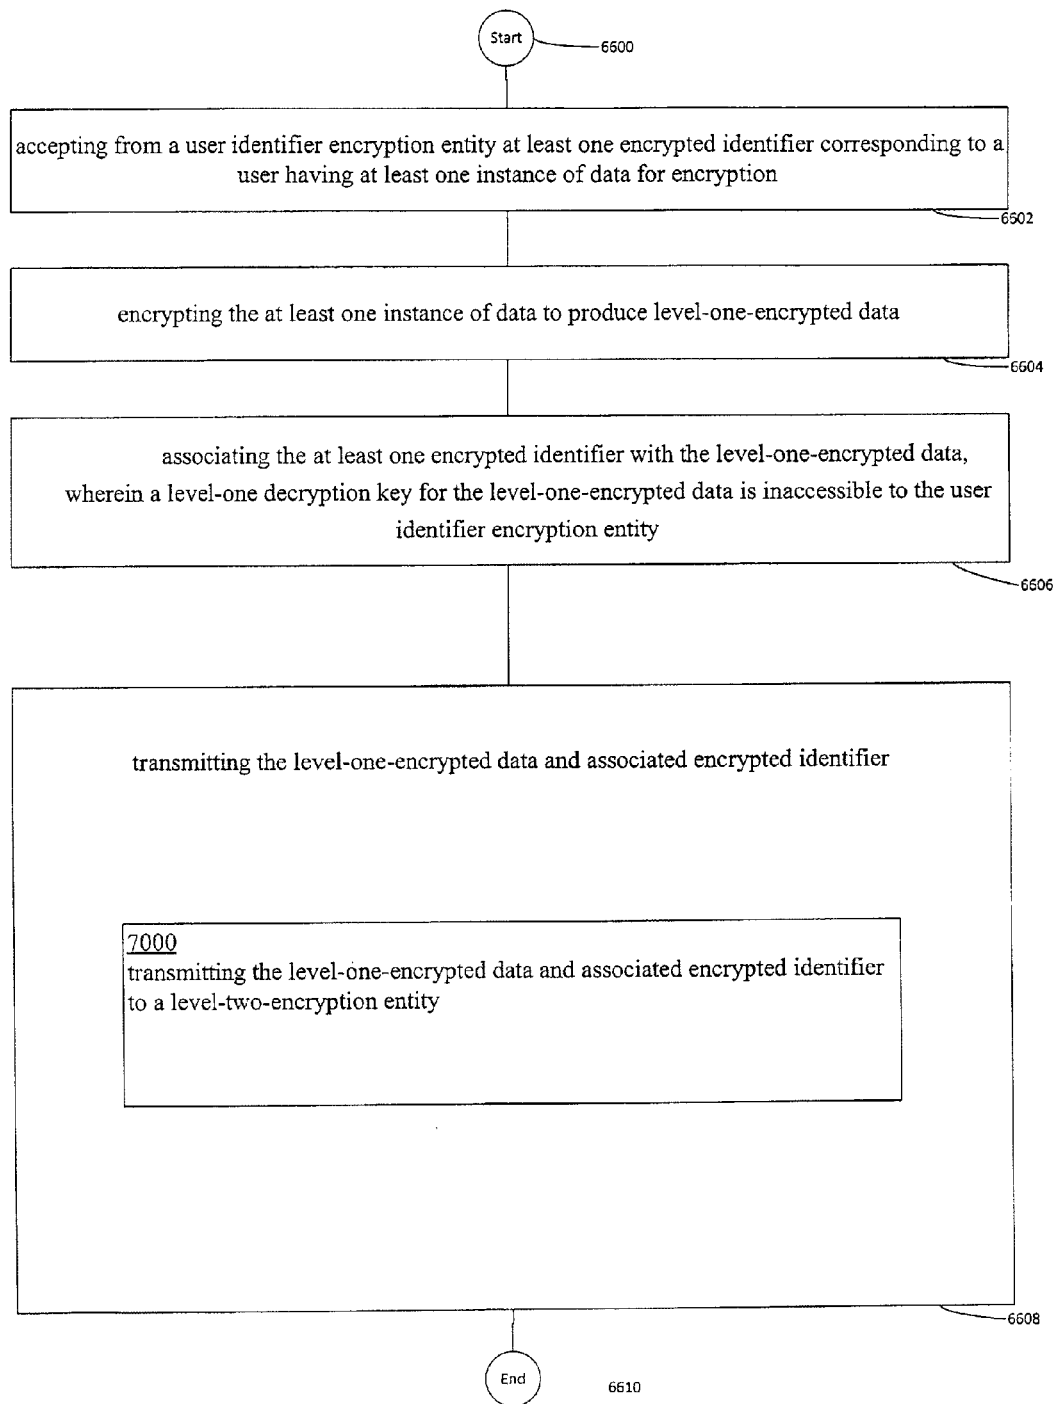 Start
6600
accepting from a user identifier encryption entity at least one encrypted identifier corresponding to a
user having at least one instance of data for encryption
6602
encrypting the at least one instance of data to produce level-one-encrypted data
6604
associating the at least one encrypted identifier with the level-one-encrypted data,
wherein a level-one decryption key for the level-one-encrypted data is inaccessible to the user
identifier encryption entity
6606
transmitting the level-one-encrypted data and associated encrypted identifier
7000
transmitting the level-one-encrypted data and associated encrypted identifier
to a level-two-encryption entity
6608
End
6610